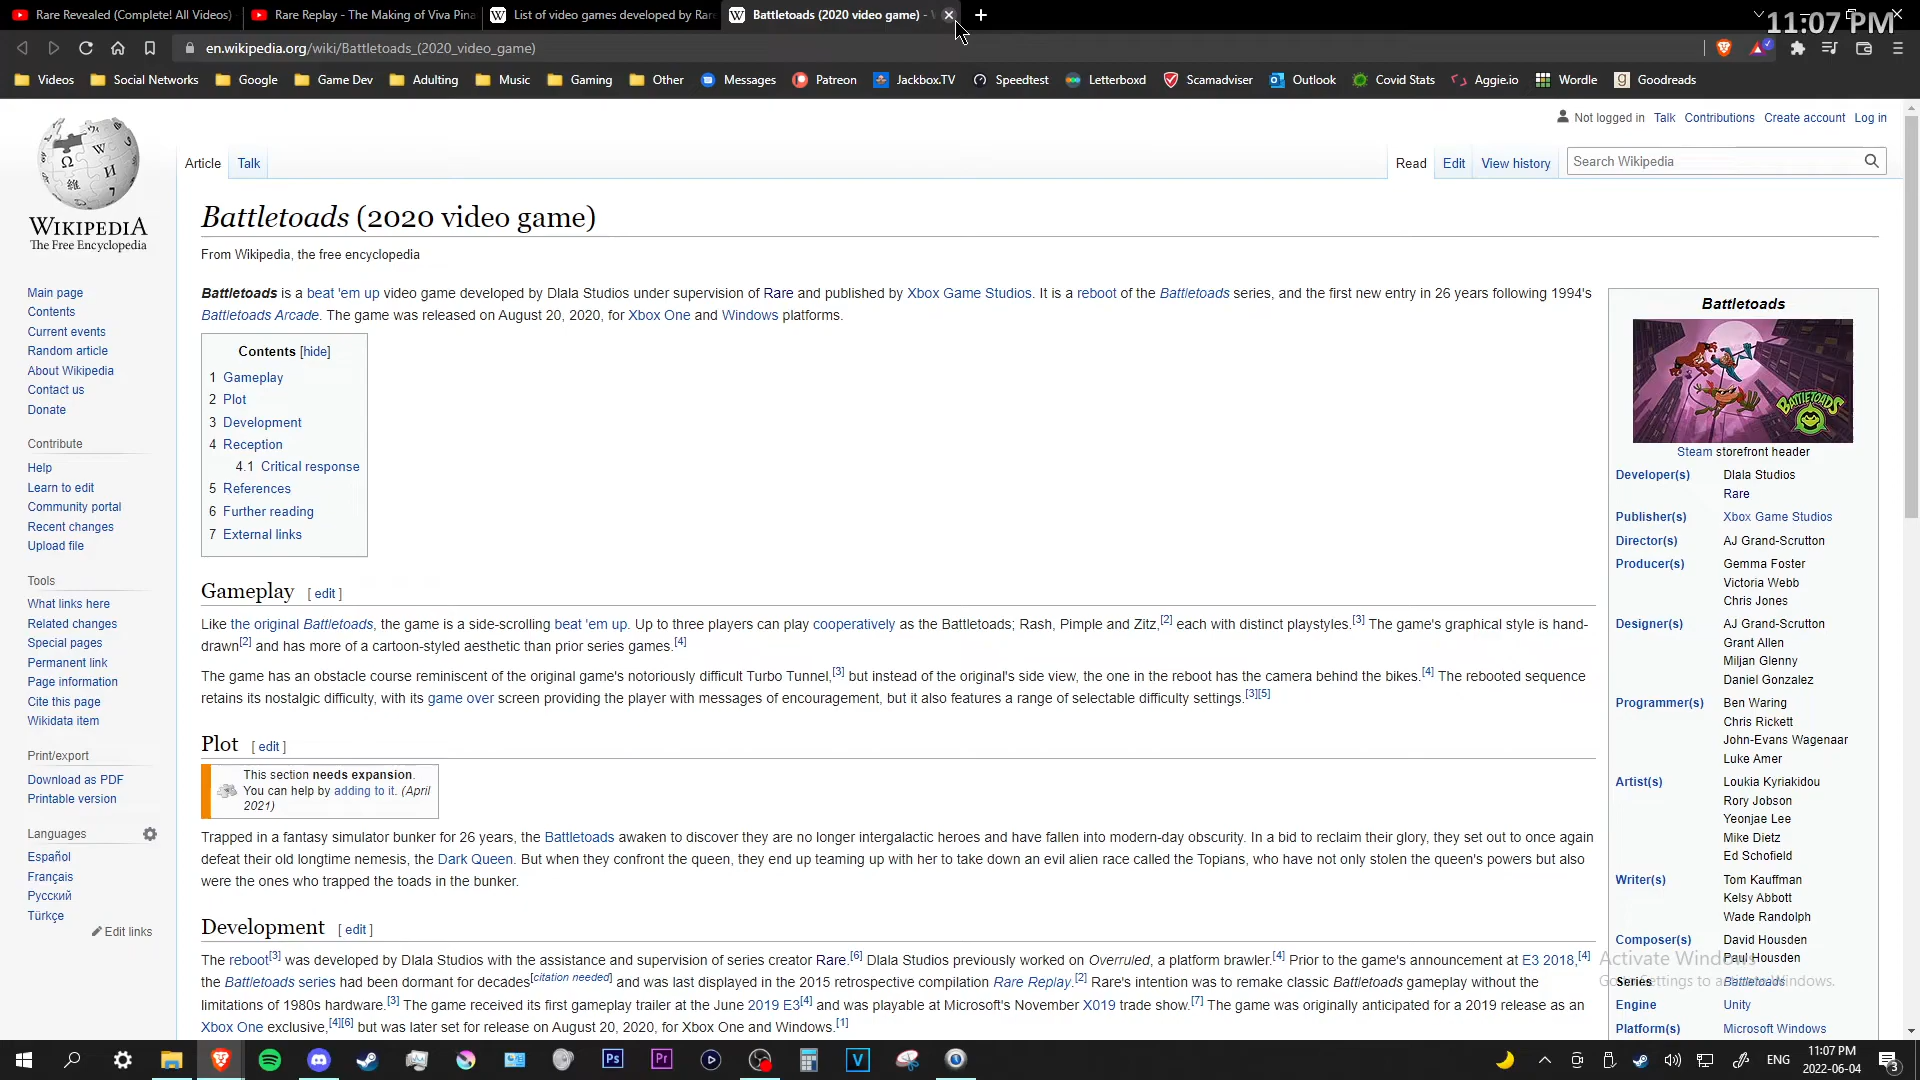 Rare Revealed (Complete! All Videos)
Rare Replay - The Making of Viva Pina
List of video games developed by Rar
Battletoads (2020 video game) -
11:07 PM
en.wikipedia.org/wiki/Battletoads_(2020_video_game)
Videos Social Networks Google Game Dev Adulting Music Gaming Other Messages Patreon Jackbox.TV Speedtest Letterboxd Scamadviser Outlook Covid Stats Aggie.io Wordle Goodreads
Not logged in Talk Contributions Create account Log in
Article Talk
Read Edit View history Search Wikipedia
WIKIPEDIA
The Free Encyclopedia
Main page
Contents
Current events
Random article
About Wikipedia
Contact us
Donate
Contribute
Help
Learn to edit
Community portal
Recent changes
Upload file
Tools
What links here
Related changes
Special pages
Permanent link
Page information
Cite this page
Wikidata item
Print/export
Download as PDF
Printable version
Languages
Español
Français
Русский
Türkçe
Edit links
Battletoads (2020 video game)
From Wikipedia, the free encyclopedia
Battletoads is a beat 'em up video game developed by Dlala Studios under supervision of Rare and published by Xbox Game Studios. It is a reboot of the Battletoads series, and the first new entry in 26 years following 1994's
Battletoads Arcade. The game was released on August 20, 2020, for Xbox One and Windows platforms.
Contents [hide]
1 Gameplay
2 Plot
3 Development
4 Reception
4.1 Critical response
5 References
6 Further reading
7 External links
Gameplay [ edit ]
Like the original Battletoads, the game is a side-scrolling beat 'em up. Up to three players can play cooperatively as the Battletoads; Rash, Pimple and Zitz,[2] each with distinct playstyles.[3] The game's graphical style is hand-
drawn[2] and has more of a cartoon-styled aesthetic than prior series games.[4]
The game has an obstacle course reminiscent of the original game's notoriously difficult Turbo Tunnel,[3] but instead of the original's side view, the one in the reboot has the camera behind the bikes.[4] The rebooted sequence
retains its nostalgic difficulty, with its game over screen providing the player with messages of encouragement, but it also features a range of selectable difficulty settings.[3][5]
Plot [ edit ]
This section needs expansion.
You can help by adding to it. (April
2021)
Trapped in a fantasy simulator bunker for 26 years, the Battletoads awaken to discover they are no longer intergalactic heroes and have fallen into modern-day obscurity. In a bid to reclaim their glory, they set out to once again
defeat their old longtime nemesis, the Dark Queen. But when they confront the queen, they end up teaming up with her to take down an evil alien race called the Topians, who have not only stolen the queen's powers but also
were the ones who trapped the toads in the bunker.
Development [ edit ]
The reboot[3] was developed by Dlala Studios with the assistance and supervision of series creator Rare.[6] Dlala Studios previously worked on Overruled, a platform brawler.[4] Prior to the game's announcement at E3 2018,[4]
the Battletoads series had been dormant for decades[citation needed] and was last displayed in the 2015 retrospective compilation Rare Replay.[2] Rare's intention was to remake classic Battletoads gameplay without the
limitations of 1980s hardware.[3] The game received its first gameplay trailer at the June 2019 E3[4] and was playable at Microsoft's November X019 trade show.[7] The game was originally anticipated for a 2019 release as an
Xbox One exclusive,[4][6] but was later set for release on August 20, 2020, for Xbox One and Windows.[1]
Battletoads
BATTLETOADS
Steam storefront header
Developer(s) Dlala Studios
Rare
Publisher(s) Xbox Game Studios
Director(s) AJ Grand-Scrutton
Producer(s) Gemma Foster
Victoria Webb
Chris Jones
Designer(s) AJ Grand-Scrutton
Grant Allen
Miljan Glenny
Daniel Gonzalez
Programmer(s) Ben Waring
Chris Rickett
John-Evans Wagenaar
Luke Amer
Artist(s) Loukia Kyriakidou
Rory Jobson
Yeonjae Lee
Mike Dietz
Ed Schofield
Writer(s) Tom Kauffman
Kelsy Abbott
Wade Randolph
Composer(s) David Housden
Paul Housden
Series Battletoads
Engine Unity
Platform(s) Microsoft Windows
Activate Windows
Go to Settings to activate Windows.
ENG
11:07 PM
2022-06-04
3